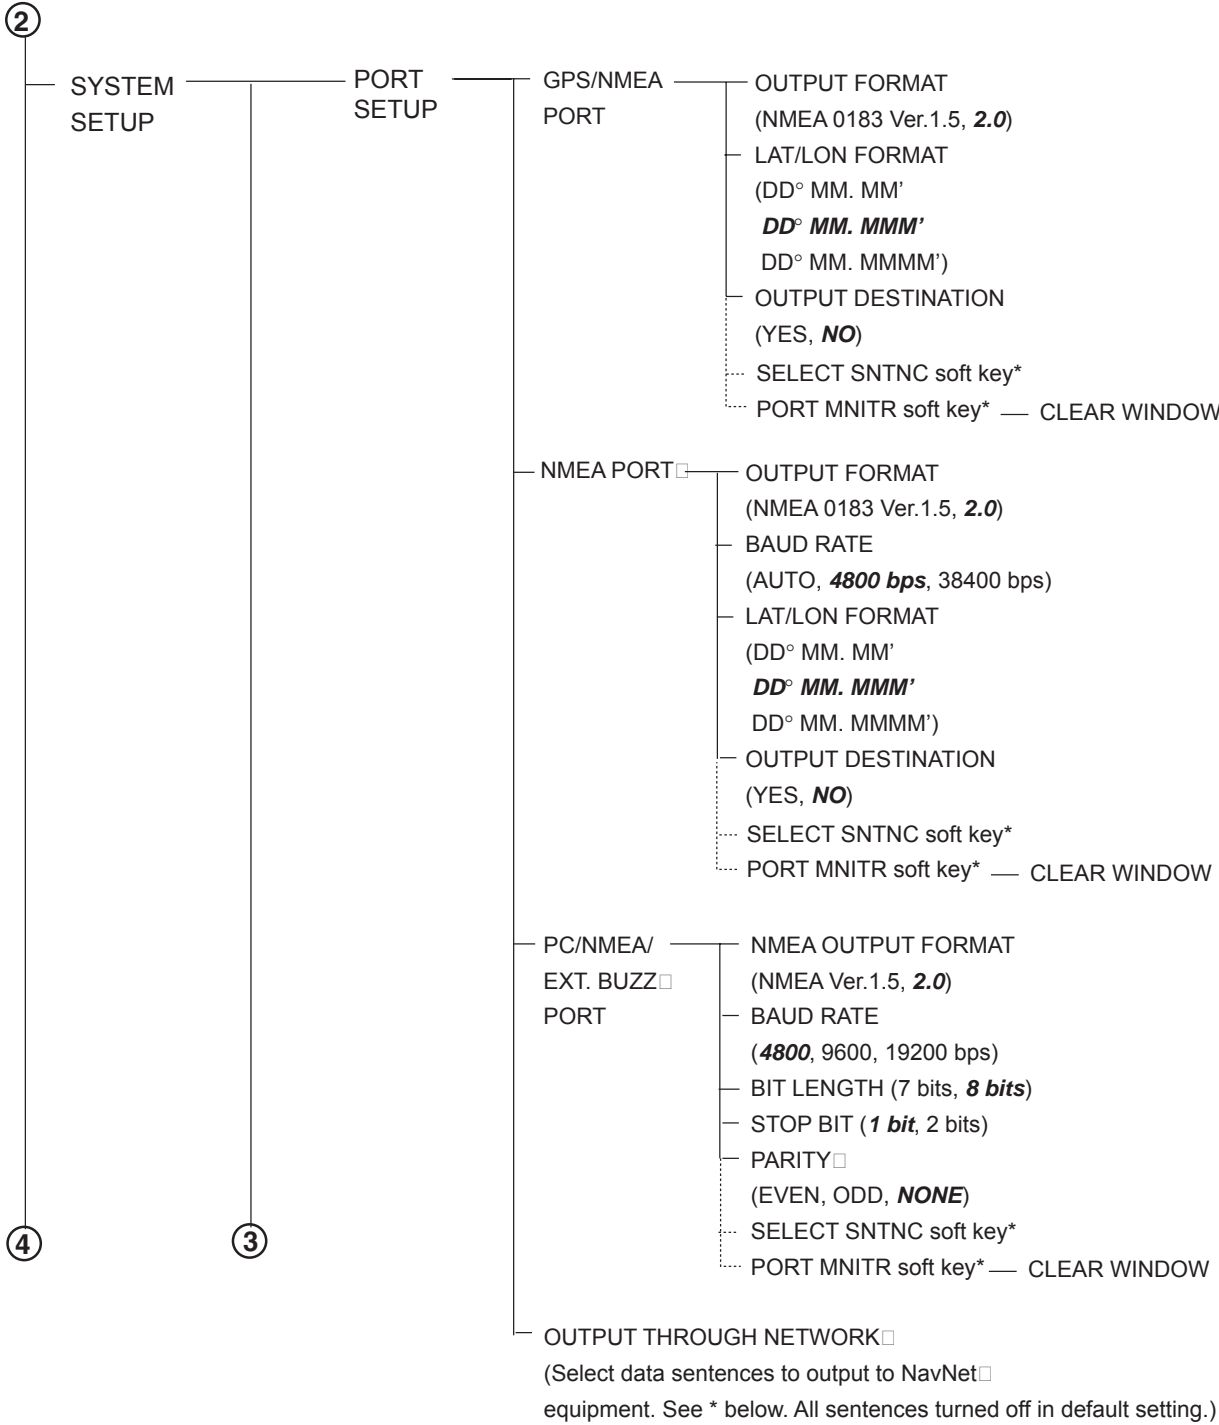 2
SYSTEM
SETUP
PORT
SETUP
GPS/NMEA
PORT
OUTPUT FORMAT
(NMEA 0183 Ver.1.5, 2.0)
LAT/LON FORMAT
(DD° MM. MM’
DD° MM. MMM’
DD° MM. MMMM’)
OUTPUT DESTINATION
(YES, NO)
SELECT SNTNC soft key*
PORT MNITR soft key* — CLEAR WINDOW
NMEA PORT□
OUTPUT FORMAT
(NMEA 0183 Ver.1.5, 2.0)
BAUD RATE
(AUTO, 4800 bps, 38400 bps)
LAT/LON FORMAT
(DD° MM. MM’
DD° MM. MMM’
DD° MM. MMMM’)
OUTPUT DESTINATION
(YES, NO)
SELECT SNTNC soft key*
PORT MNITR soft key* — CLEAR WINDOW
PC/NMEA/
EXT. BUZZ□
PORT
NMEA OUTPUT FORMAT
(NMEA Ver.1.5, 2.0)
BAUD RATE
(4800, 9600, 19200 bps)
BIT LENGTH (7 bits, 8 bits)
STOP BIT (1 bit, 2 bits)
PARITY□
(EVEN, ODD, NONE)
SELECT SNTNC soft key*
PORT MNITR soft key* — CLEAR WINDOW
4
3
OUTPUT THROUGH NETWORK□
(Select data sentences to output to NavNet□
equipment. See * below. All sentences turned off in default setting.)